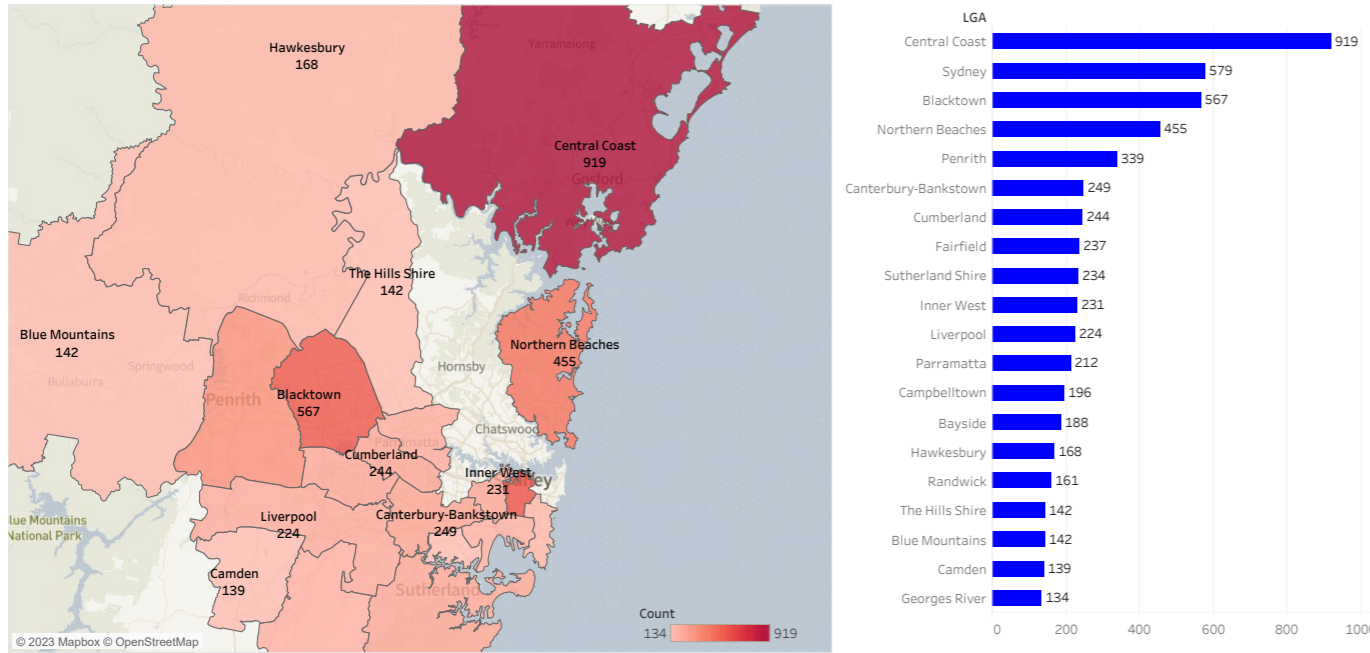 Hawkesbury
168
Yarramalong
Central Coast
919
Gosford
The Hills Shire
142
Richmond
Blue Mountains
142
Springwood
Bullaburra
Northern Beaches
455
Hornsby
Blacktown
567
Penrith
Chatswood
Parramatta
Cumberland
244
Inner West
231
Liverpool
224
Canterbury-Bankstown
249
Blue Mountains
National Park
Camden
139
Sutherland
Count
134
919
© 2023 Mapbox © OpenStreetMap
LGA
Central Coast 919
Sydney 579
Blacktown 567
Northern Beaches 455
Penrith 339
Canterbury-Bankstown 249
Cumberland 244
Fairfield 237
Sutherland Shire 234
Inner West 231
Liverpool 224
Parramatta 212
Campbelltown 196
Bayside 188
Hawkesbury 168
Randwick 161
The Hills Shire 142
Blue Mountains 142
Camden 139
Georges River 134
0 200 400 600 800 1000